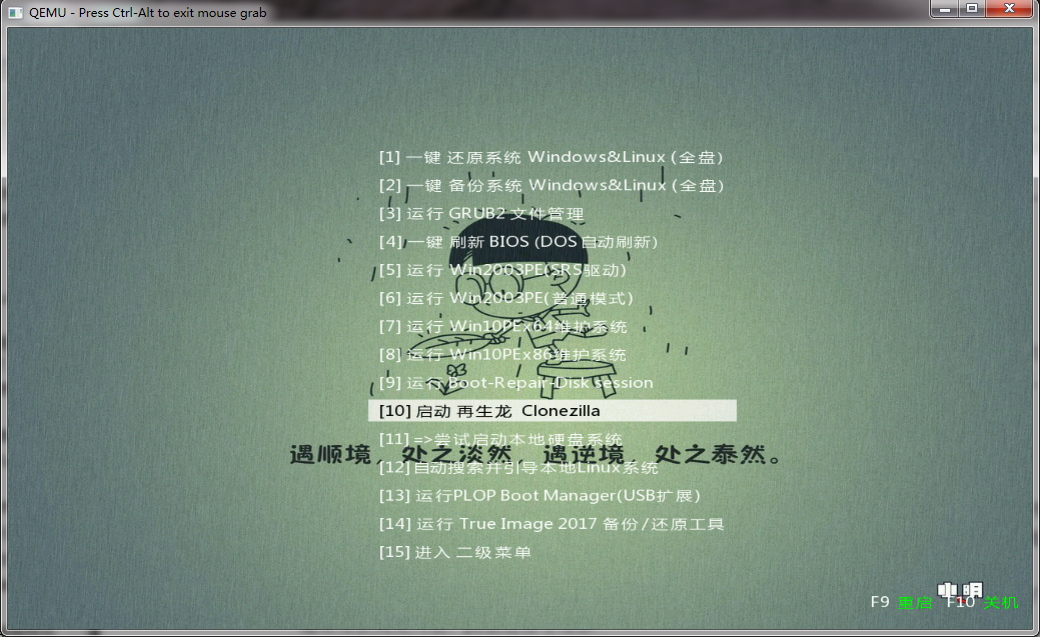 QEMU - Press Ctrl-Alt to exit mouse grab
[1] 一键 还原系统 Windows&Linux (全盘)
[2] 一键 备份系统 Windows&Linux (全盘)
[3] 运行 GRUB2 文件管理
[4] 一键 刷新 BIOS (DOS 自动刷新)
[5] 运行 Win2003PE(SRS驱动)
[6] 运行 Win2003PE(普通模式)
[7] 运行 Win10PEx64维护系统
[8] 运行 Win10PEx86维护系统
[9] 运行 Boot-Repair-Disk session
[10] 启动 再生龙 Clonezilla
[11] =>尝试启动本地硬盘系统
遇顺境，处之淡然，遇逆境，处之泰然。
[12] 自动搜索并引导本地Linux系统
[13] 运行PLOP Boot Manager(USB扩展)
[14] 运行 True Image 2017 备份/还原工具
[15] 进入 二级菜单
小明
F9 重启 F10 关机